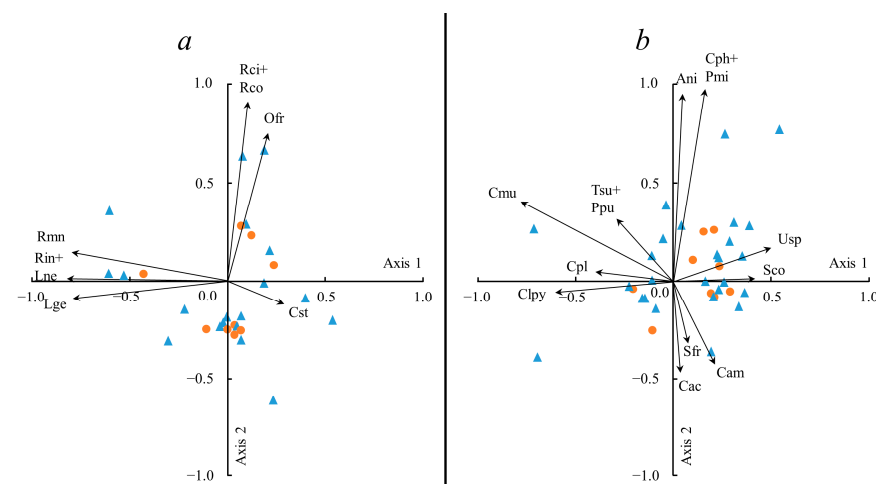 a
b
Rci+
Rco
Cph+
Pmi
1.0
1.0
Ani
Ofr
0.5
0.5
Cmu
Tsu+
Ppu
Rmn
Usp
Rin+
Axis 1
Cpl
Sco
Axis 1
Lne
−1.0
−0.5
0.0
0.5
1.0
−1.0
−0.5
0.0
0.5
1.0
Lge
Cst
Clpy
Sfr
Cam
−0.5
−0.5
Cac
Axis 2
Axis 2
−1.0
−1.0